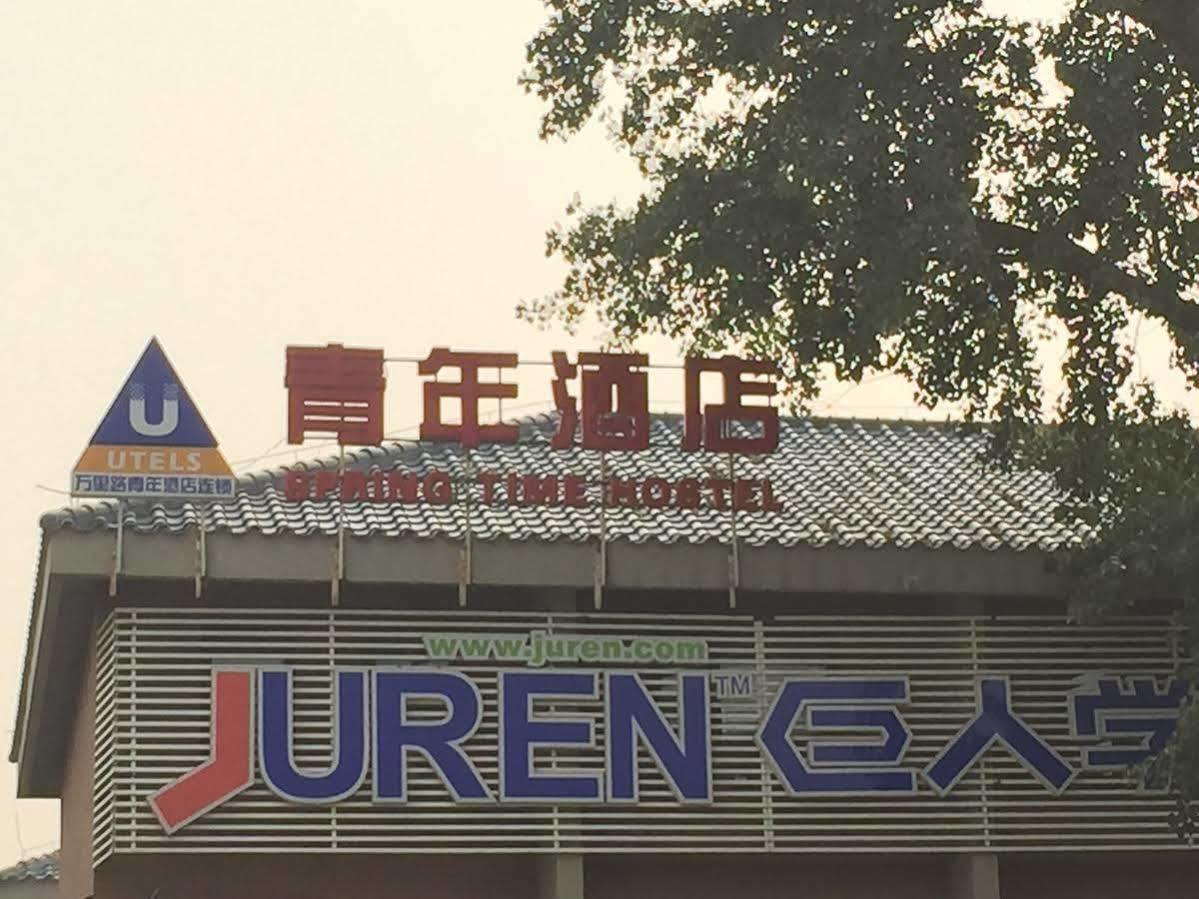 青年酒店
SPRING TIME HOSTEL
U
UTELS
万里路青年酒店连锁
www.juren.com
JUREN™ 巨人学